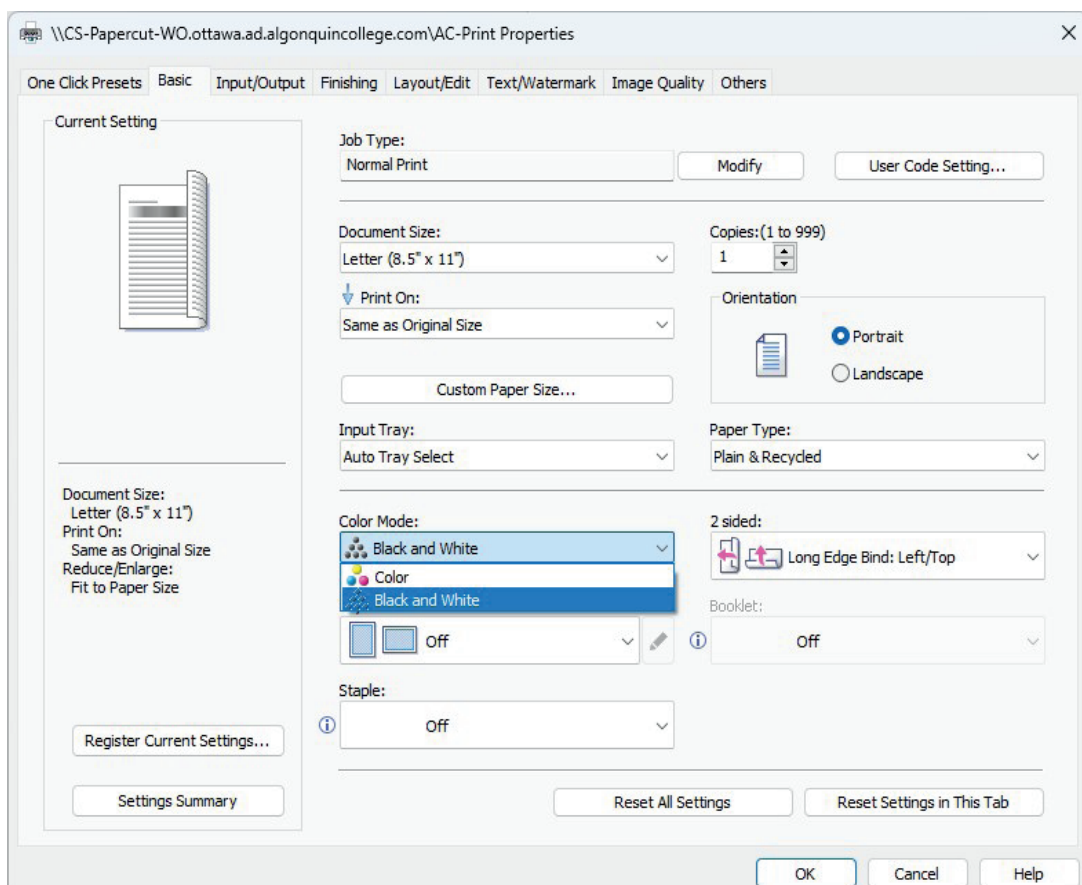 \\CS-Papercut-WO.ottawa.ad.algonquincollege.com\AC-Print Properties
One Click Presets Basic Input/Output Finishing Layout/Edit Text/Watermark Image Quality Others
Current Setting
Document Size:
Letter (8.5" x 11")
Print On:
Same as Original Size
Reduce/Enlarge:
Fit to Paper Size
Register Current Settings...
Settings Summary
Job Type:
Normal Print Modify User Code Setting...
Document Size: Copies:(1 to 999)
Letter (8.5" x 11") 1
Print On: Orientation
Same as Original Size Portrait
Landscape
Custom Paper Size...
Input Tray: Paper Type:
Auto Tray Select Plain & Recycled
Color Mode: 2 sided:
Black and White Long Edge Bind: Left/Top
Color
Black and White Booklet:
Off Off
Staple:
Off
Reset All Settings Reset Settings in This Tab
OK Cancel Help